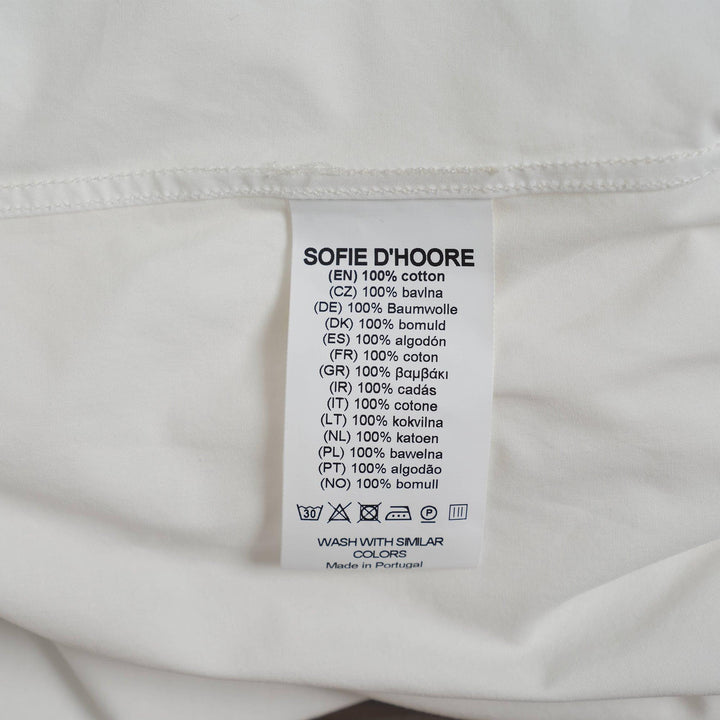 SOFIE D'HOORE
(EN) 100% cotton
(CZ) 100% bavlna
(DE) 100% Baumwolle
(DK) 100% bomuld
(ES) 100% algodón
(FR) 100% coton
(GR) 100% βαμβάκι
(IR) 100% cadás
(IT) 100% cotone
(LT) 100% kokvilna
(NL) 100% katoen
(PL) 100% bawelna
(PT) 100% algodão
(NO) 100% bomull
30 P
WASH WITH SIMILAR
COLORS
Made in Portugal